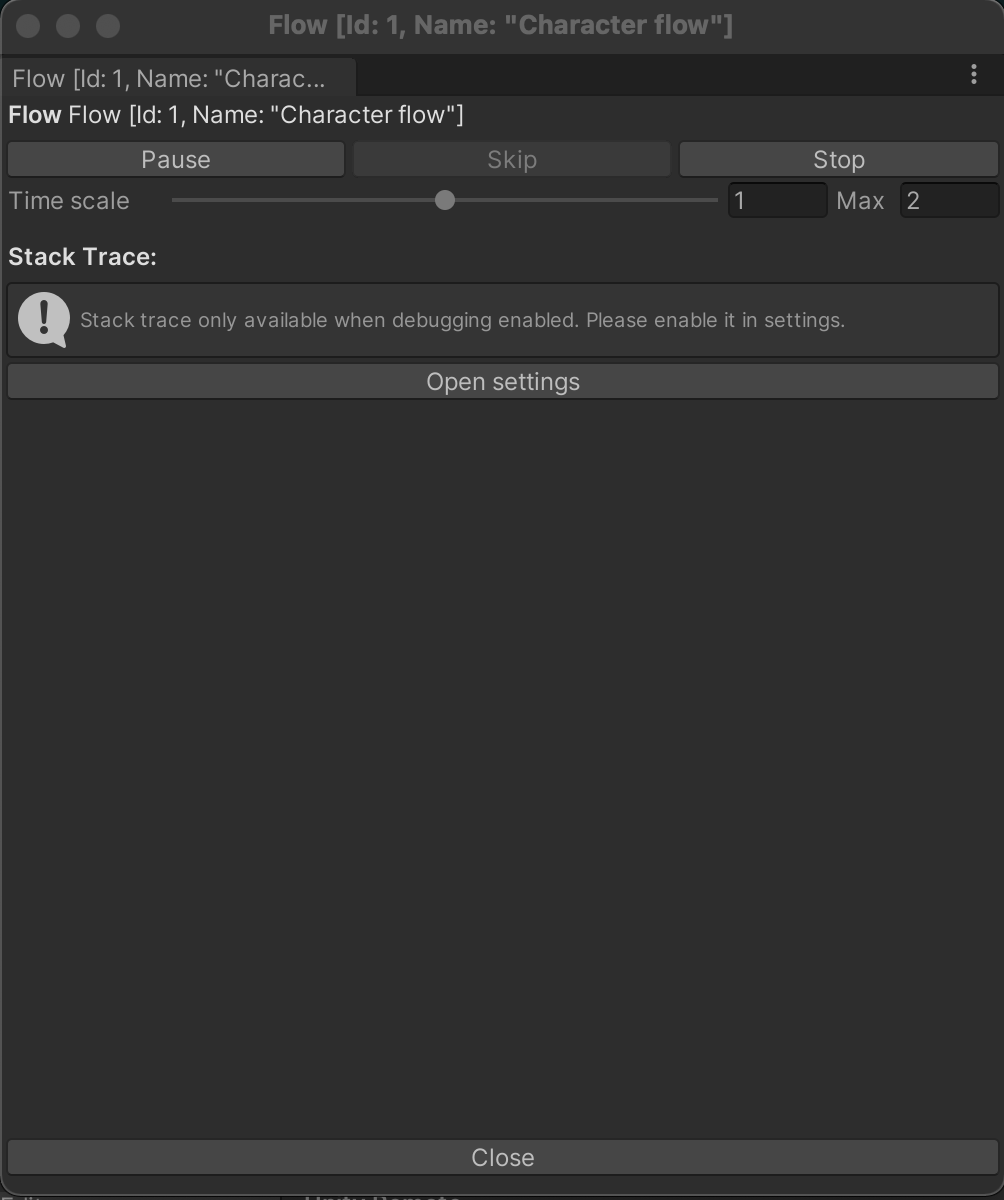 Flow [Id: 1, Name: "Character flow"]
Flow [Id: 1, Name: "Charac...
Flow Flow [Id: 1, Name: "Character flow"]
Pause Skip Stop
Time scale 1 Max 2
Stack Trace:
Stack trace only available when debugging enabled. Please enable it in settings.
Open settings
Close